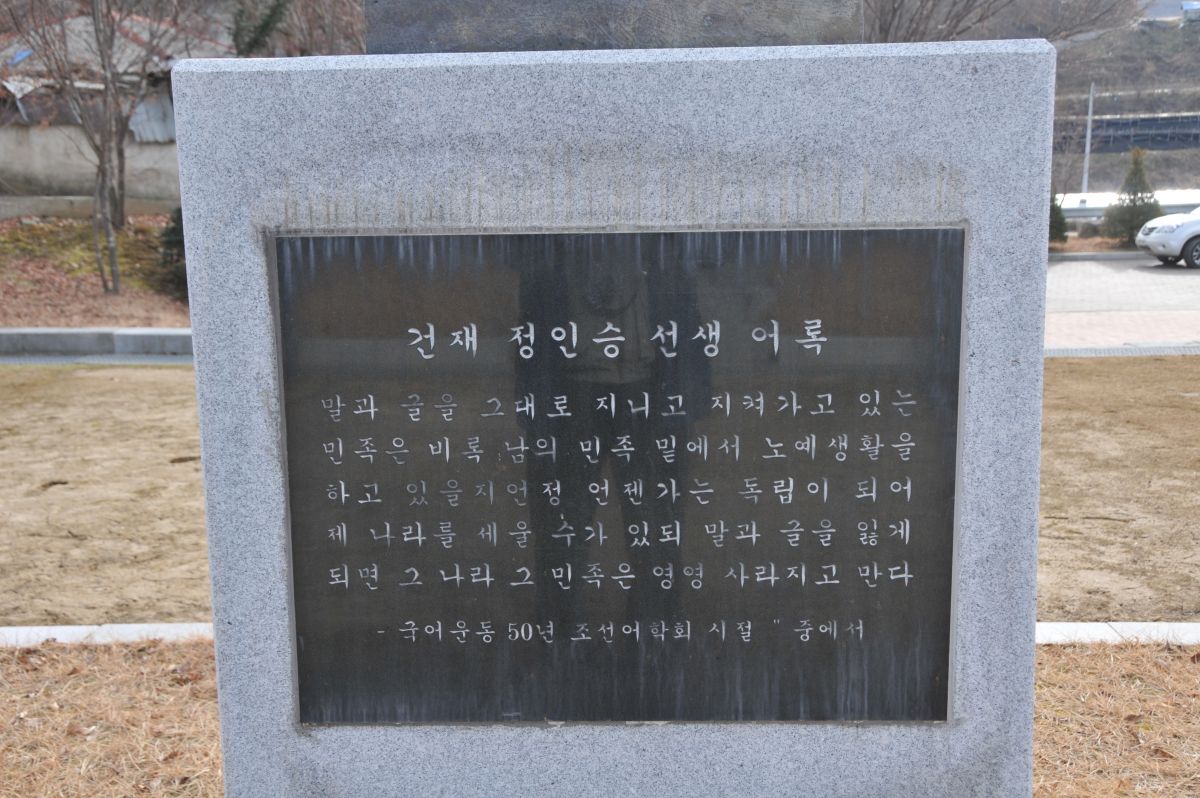 건재 정인승 선생 어록
말과 글을 그대로 지니고 지켜가고 있는
민족은 비록 남의 민족 밑에서 노예생활을
하고 있을지언정 언젠가는 독립이 되어
제 나라를 세울 수가 있되 말과 글을 잃게
되면 그 나라 그 민족은 영영 사라지고 만다
- 국어운동 50년 조선어학회 시절 " 중에서